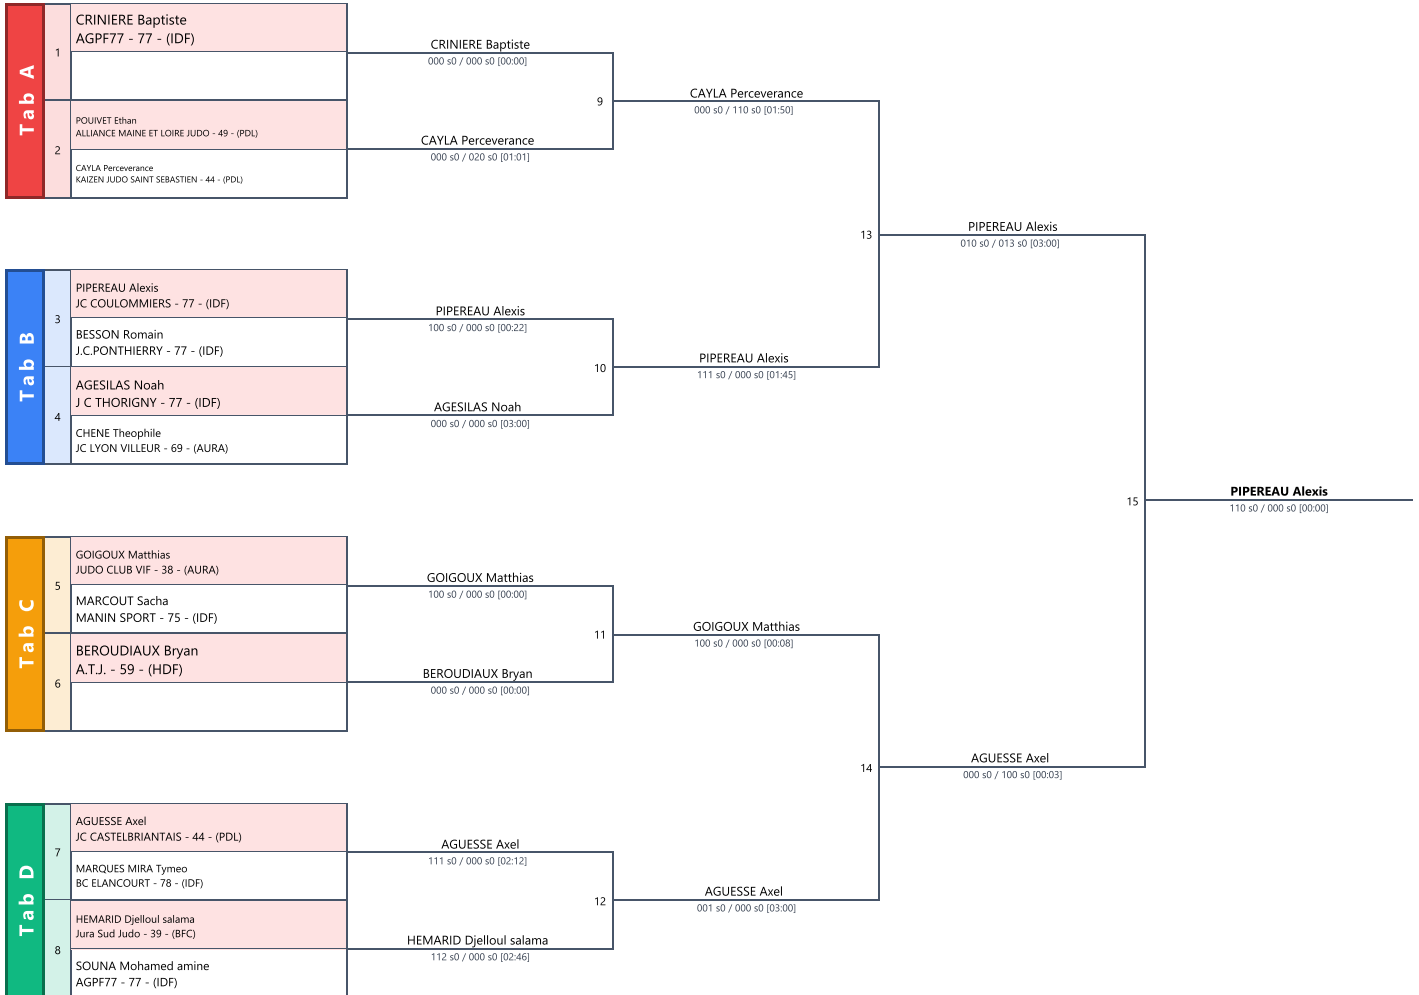 Tab A
1
CRINIERE Baptiste
AGPF77 - 77 - (IDF)
2
POUIVET Ethan
ALLIANCE MAINE ET LOIRE JUDO - 49 - (PDL)
CAYLA Perceverance
KAIZEN JUDO SAINT SEBASTIEN - 44 - (PDL)
Tab B
3
PIPEREAU Alexis
JC COULOMMIERS - 77 - (IDF)
BESSON Romain
J.C.PONTHIERRY - 77 - (IDF)
4
AGESILAS Noah
J C THORIGNY - 77 - (IDF)
CHENE Theophile
JC LYON VILLEUR - 69 - (AURA)
Tab C
5
GOIGOUX Matthias
JUDO CLUB VIF - 38 - (AURA)
MARCOUT Sacha
MANIN SPORT - 75 - (IDF)
6
BEROUDIAUX Bryan
A.T.J. - 59 - (HDF)
Tab D
7
AGUESSE Axel
JC CASTELBRIANTAIS - 44 - (PDL)
MARQUES MIRA Tymeo
BC ELANCOURT - 78 - (IDF)
8
HEMARID Djelloul salama
Jura Sud Judo - 39 - (BFC)
SOUNA Mohamed amine
AGPF77 - 77 - (IDF)
CRINIERE Baptiste
000 s0 / 000 s0 [00:00]
9
CAYLA Perceverance
000 s0 / 020 s0 [01:01]
PIPEREAU Alexis
100 s0 / 000 s0 [00:22]
10
AGESILAS Noah
000 s0 / 000 s0 [03:00]
GOIGOUX Matthias
100 s0 / 000 s0 [00:00]
11
BEROUDIAUX Bryan
000 s0 / 000 s0 [00:00]
AGUESSE Axel
111 s0 / 000 s0 [02:12]
12
HEMARID Djelloul salama
112 s0 / 000 s0 [02:46]
CAYLA Perceverance
000 s0 / 110 s0 [01:50]
13
PIPEREAU Alexis
111 s0 / 000 s0 [01:45]
GOIGOUX Matthias
100 s0 / 000 s0 [00:08]
14
AGUESSE Axel
001 s0 / 000 s0 [03:00]
PIPEREAU Alexis
010 s0 / 013 s0 [03:00]
15
AGUESSE Axel
000 s0 / 100 s0 [00:03]
PIPEREAU Alexis
110 s0 / 000 s0 [00:00]